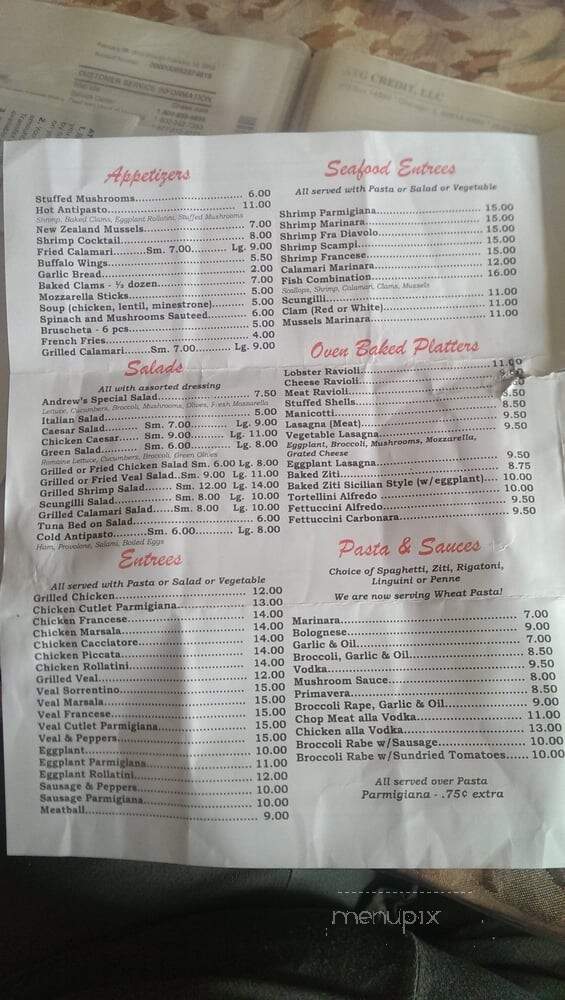 CUSTOMER SERVICE INFORMATION
CREDIT, LLC
Appetizers
Stuffed Mushrooms 6.00
Hot Antipasto 11.00
Shrimp, Baked Clams, Eggplant Rollatini, Stuffed Mushrooms
New Zealand Mussels 7.00
Shrimp Cocktail 8.00
Fried Calamari Sm. 7.00 Lg. 9.00
Buffalo Wings 5.50
Garlic Bread 2.00
Baked Clams - ½ dozen 7.00
Mozzarella Sticks 5.00
Soup (chicken, lentil, minestrone) 5.00
Spinach and Mushrooms Sauteed 6.00
Bruscheta - 6 pcs 5.00
French Fries 4.00
Grilled Calamari Sm. 7.00 Lg. 9.00
Salads
All with assorted dressing
Andrew's Special Salad 7.50
Lettuce, Cucumbers, Broccoli, Mushrooms, Olives, Fresh Mozzarella
Italian Salad 5.00
Caesar Salad Sm. 7.00 Lg. 9.00
Chicken Caesar Sm. 9.00 Lg. 11.00
Green Salad Sm. 6.00 Lg. 8.00
Romaine Lettuce, Cucumbers, Broccoli, Green Olives
Grilled or Fried Chicken Salad Sm. 6.00 Lg. 8.00
Grilled or Fried Veal Salad Sm. 9.00 Lg. 11.00
Grilled Shrimp Salad Sm. 12.00 Lg. 14.00
Scungilli Salad Sm. 8.00 Lg. 10.00
Grilled Calamari Salad Sm. 8.00 Lg. 10.00
Tuna Bed on Salad 6.00
Cold Antipasto Sm. 6.00 Lg. 8.00
Ham, Provolone, Salami, Boiled Eggs
Entrees
All served with Pasta or Salad or Vegetable
Grilled Chicken 12.00
Chicken Cutlet Parmigiana 13.00
Chicken Francese 14.00
Chicken Marsala 14.00
Chicken Cacciatore 14.00
Chicken Piccata 14.00
Chicken Rollatini 14.00
Grilled Veal 12.00
Veal Sorrentino 15.00
Veal Marsala 15.00
Veal Francese 15.00
Veal Cutlet Parmigiana 15.00
Veal & Peppers 15.00
Eggplant 10.00
Eggplant Parmigiana 11.00
Eggplant Rollatini 12.00
Sausage & Peppers 10.00
Sausage Parmigiana 10.00
Meatball 9.00
Seafood Entrees
All served with Pasta or Salad or Vegetable
Shrimp Parmigiana 15.00
Shrimp Marinara 15.00
Shrimp Fra Diavolo 15.00
Shrimp Scampi 15.00
Shrimp Francese 15.00
Calamari Marinara 12.00
Fish Combination 16.00
Scallops, Shrimp, Calamari, Clams, Mussels
Scungilli 11.00
Clam (Red or White) 11.00
Mussels Marinara 11.00
Oven Baked Platters
Lobster Ravioli 11.00
Cheese Ravioli
Meat Ravioli
Stuffed Shells 8.50
Manicotti 8.50
Lasagna (Meat) 9.50
Vegetable Lasagna 9.50
Eggplant, Broccoli, Mushrooms, Mozzarella,
Grated Cheese
Eggplant Lasagna 9.50
Baked Ziti 8.75
Baked Ziti Sicilian Style (w/eggplant) 10.00
Tortellini Alfredo 10.00
Fettuccini Alfredo 9.50
Fettuccini Carbonara 9.50
Pasta & Sauces
Choice of Spaghetti, Ziti, Rigatoni,
Linguini or Penne
We are now serving Wheat Pasta!
Marinara 7.00
Bolognese 9.00
Garlic & Oil 7.00
Broccoli, Garlic & Oil 8.50
Vodka 9.50
Mushroom Sauce 8.00
Primavera 8.50
Broccoli Rape, Garlic & Oil 9.00
Chop Meat alla Vodka 11.00
Chicken alla Vodka 13.00
Broccoli Rabe w/Sausage 10.00
Broccoli Rabe w/Sundried Tomatoes 10.00
All served over Pasta
Parmigiana - .75¢ extra
menupix